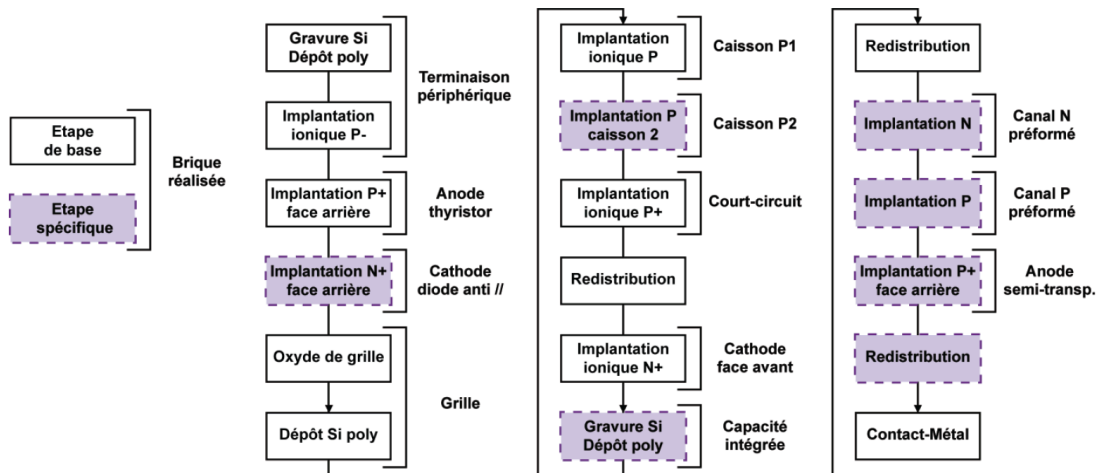 Etape
de base
Etape
spécifique
Brique
réalisée
Gravure Si
Dépôt poly
Implantation
ionique P-
Terminaison
périphérique
Implantation P+
face arrière
Anode
thyristor
Implantation N+
face arrière
Cathode
diode anti //
Oxyde de grille
Dépôt Si poly
Grille
Implantation
ionique P
Caisson P1
Implantation P
caisson 2
Caisson P2
Implantation
ionique P+
Court-circuit
Redistribution
Implantation
ionique N+
Cathode
face avant
Gravure Si
Dépôt poly
Capacité
intégrée
Redistribution
Implantation N
Canal N
préformé
Implantation P
Canal P
préformé
Implantation P+
face arrière
Anode
semi-transp.
Redistribution
Contact-Métal